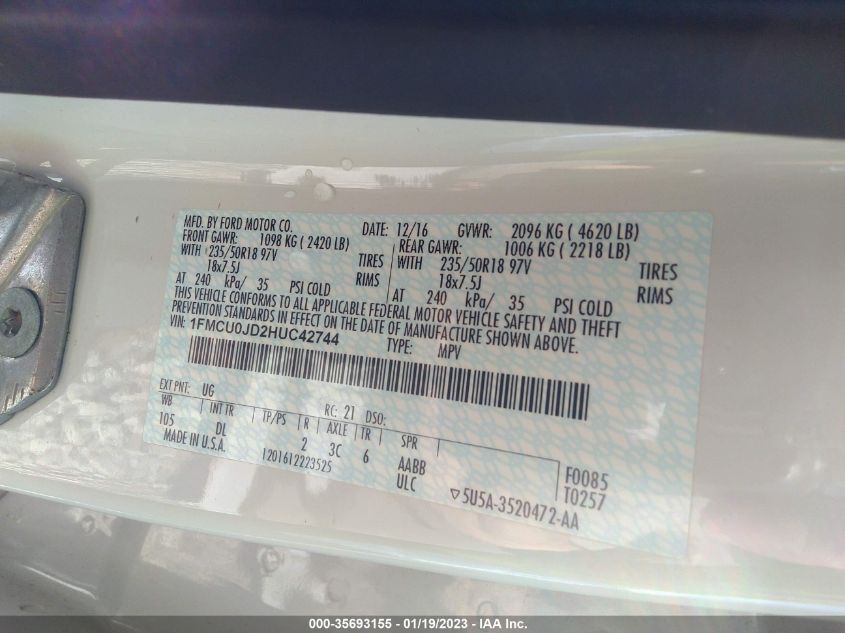 MFD. BY FORD MOTOR CO. DATE: 12/16 GVWR: 2096 KG ( 4620 LB)
FRONT GAWR: 1098 KG ( 2420 LB) REAR GAWR: 1006 KG ( 2218 LB)
WITH 235/50R18 97V TIRES WITH 235/50R18 97V TIRES
18x7.5J RIMS 18x7.5J RIMS
AT 240 kPa/ 35 PSI COLD AT 240 kPa/ 35 PSI COLD
THIS VEHICLE CONFORMS TO ALL APPLICABLE FEDERAL MOTOR VEHICLE SAFETY AND THEFT
PREVENTION STANDARDS IN EFFECT ON THE DATE OF MANUFACTURE SHOWN ABOVE.
VIN: 1FMCU0JD2HUC42744 TYPE: MPV
EXT PNT: UG RC: 21 DSO:
WB INT TR TP/PS R AXLE TR SPR
105 DL 2 3C 6 AABB F0085
MADE IN U.S.A. 1201612223525 ULC T0257
▽5U5A-3520472-AA
000-35693155 - 01/19/2023 - IAA Inc.